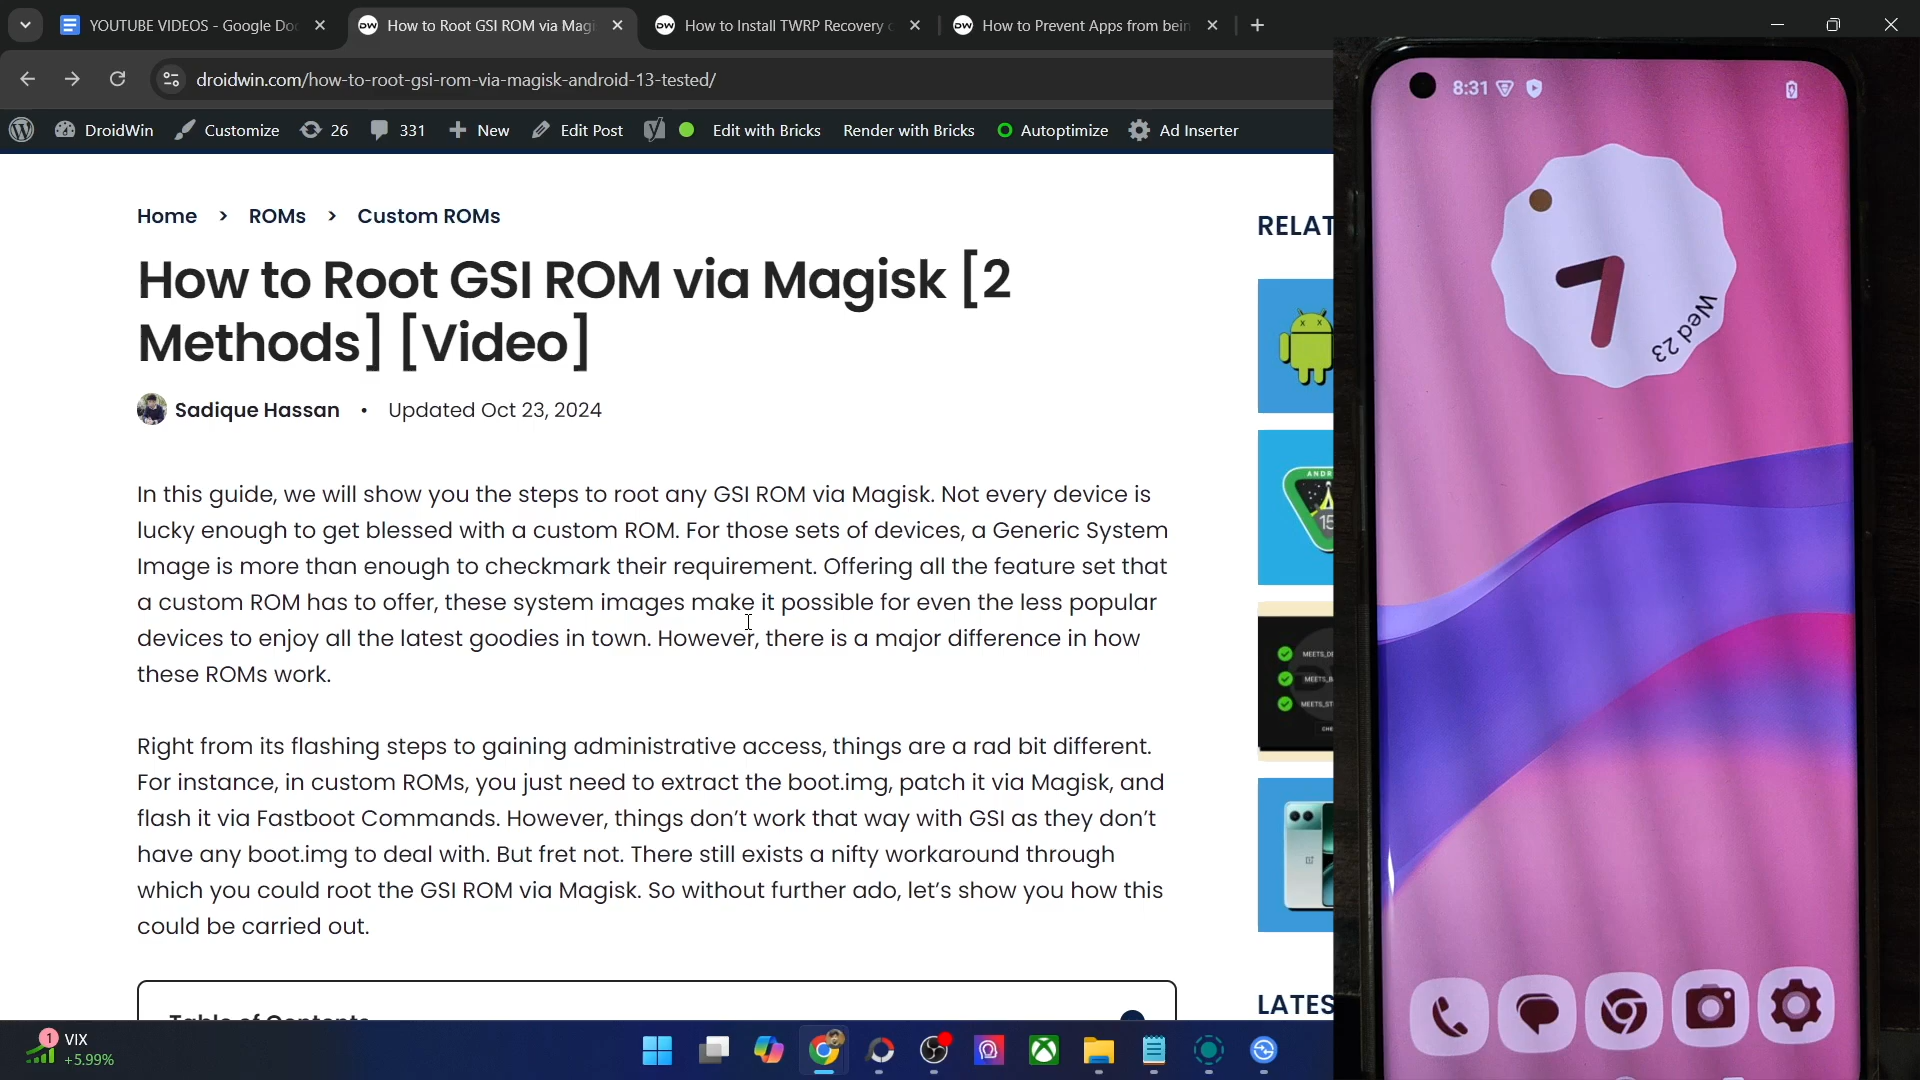 YOUTUBE VIDEOS - Google Do
How to Root GSI ROM via Magi
How to Install TWRP Recovery
How to Prevent Apps from bein
droidwin.com/how-to-root-gsi-rom-via-magisk-android-13-tested/
DroidWin
Customize
26
331
New
Edit Post
Edit with Bricks
Render with Bricks
Autoptimize
Ad Inserter
8:31
Wed 23
Home > ROMs > Custom ROMs
How to Root GSI ROM via Magisk [2
Methods] [Video]
Sadique Hassan • Updated Oct 23, 2024
In this guide, we will show you the steps to root any GSI ROM via Magisk. Not every device is
lucky enough to get blessed with a custom ROM. For those sets of devices, a Generic System
Image is more than enough to checkmark their requirement. Offering all the feature set that
a custom ROM has to offer, these system images make it possible for even the less popular
devices to enjoy all the latest goodies in town. However, there is a major difference in how
these ROMs work.
Right from its flashing steps to gaining administrative access, things are a rad bit different.
For instance, in custom ROMs, you just need to extract the boot.img, patch it via Magisk, and
flash it via Fastboot Commands. However, things don’t work that way with GSI as they don’t
have any boot.img to deal with. But fret not. There still exists a nifty workaround through
which you could root the GSI ROM via Magisk. So without further ado, let’s show you how this
could be carried out.
Table of Contents
RELAT
ANDR
15
MEETS_DE
MEETS_B
MEETS_ST
LATES
1
VIX
+5.99%